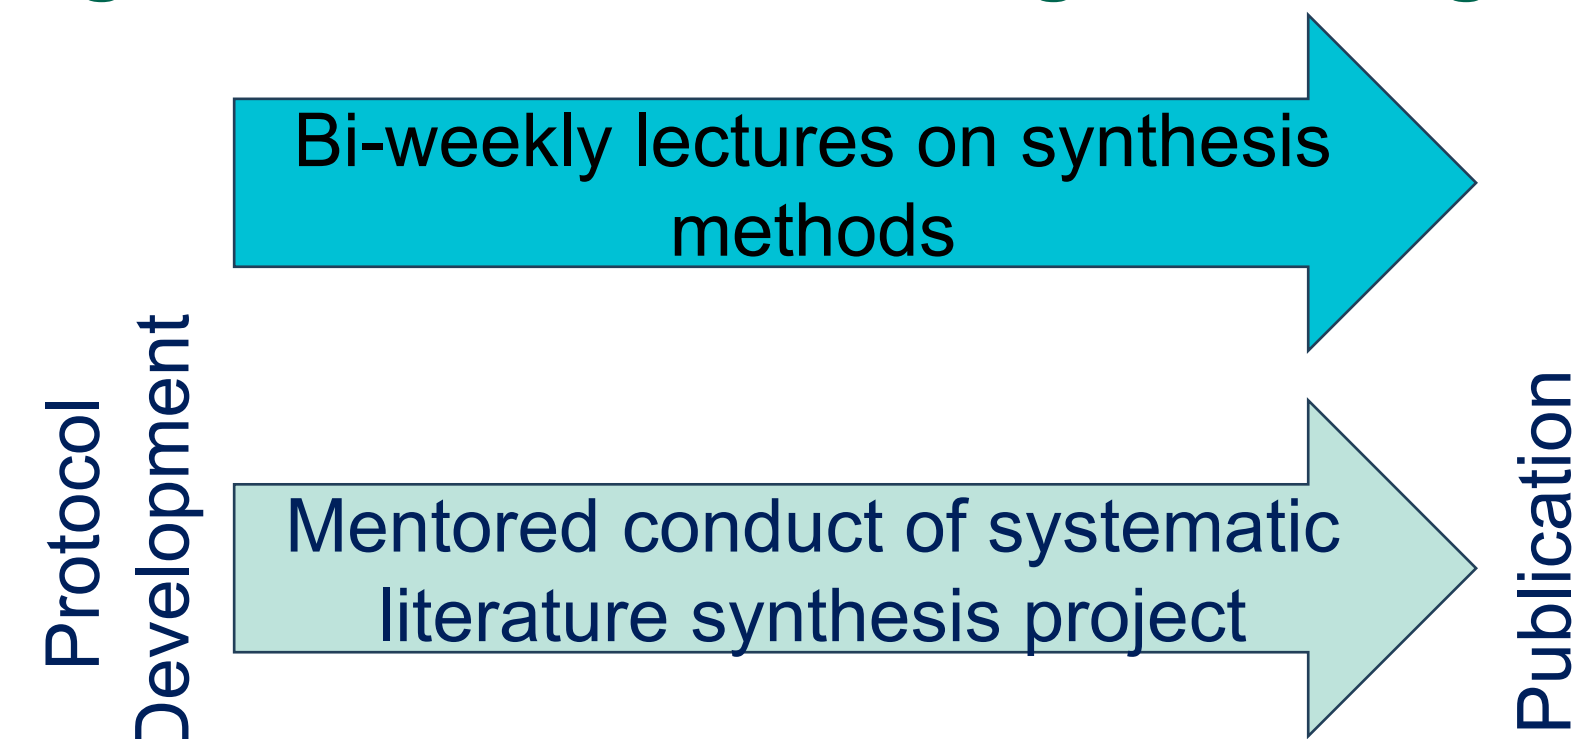 Bi-weekly lectures on synthesis
methods
Protocol
Development
Mentored conduct of systematic
literature synthesis project
Publication